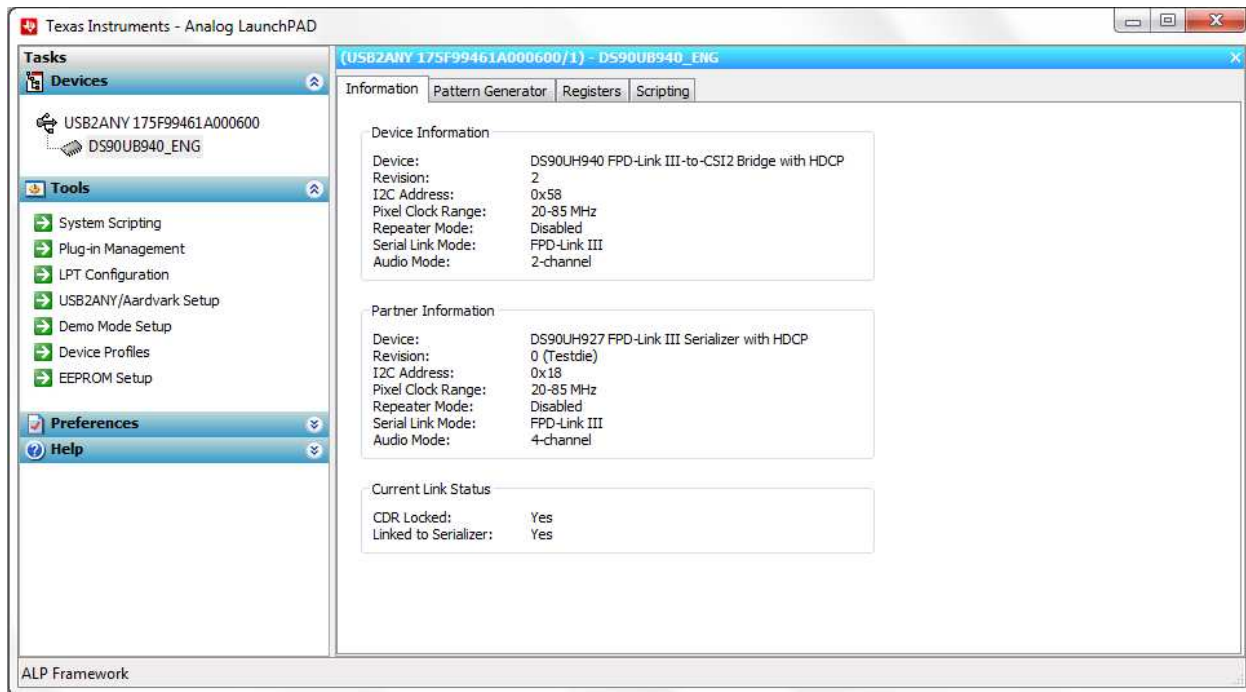 Texas Instruments - Analog LaunchPAD
Tasks
Devices
USB2ANY 175F99461A000600
DS90UB940_ENG
Tools
System Scripting
Plug-in Management
LPT Configuration
USB2ANY/Aardvark Setup
Demo Mode Setup
Device Profiles
EEPROM Setup
Preferences
Help
(USB2ANY 175F99461A000600/1) - DS90UB940_ENG
Information Pattern Generator Registers Scripting
Device Information
Device: DS90UH940 FPD-Link III-to-CSI2 Bridge with HDCP
Revision: 2
I2C Address: 0x58
Pixel Clock Range: 20-85 MHz
Repeater Mode: Disabled
Serial Link Mode: FPD-Link III
Audio Mode: 2-channel
Partner Information
Device: DS90UH927 FPD-Link III Serializer with HDCP
Revision: 0 (Testdie)
I2C Address: 0x18
Pixel Clock Range: 20-85 MHz
Repeater Mode: Disabled
Serial Link Mode: FPD-Link III
Audio Mode: 4-channel
Current Link Status
CDR Locked: Yes
Linked to Serializer: Yes
ALP Framework